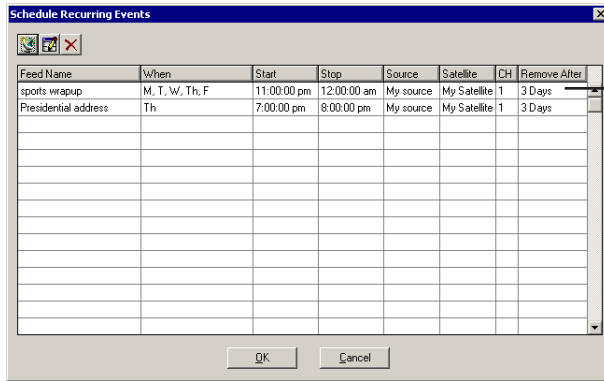 Schedule Recurring Events
Feed Name When Start Stop Source Satellite CH Remove After
sports wrapup M, T, W, Th, F 11:00:00 pm 12:00:00 am My source My Satellite 1 3 Days
Presidential address Th 7:00:00 pm 8:00:00 pm My source My Satellite 1 3 Days
OK Cancel